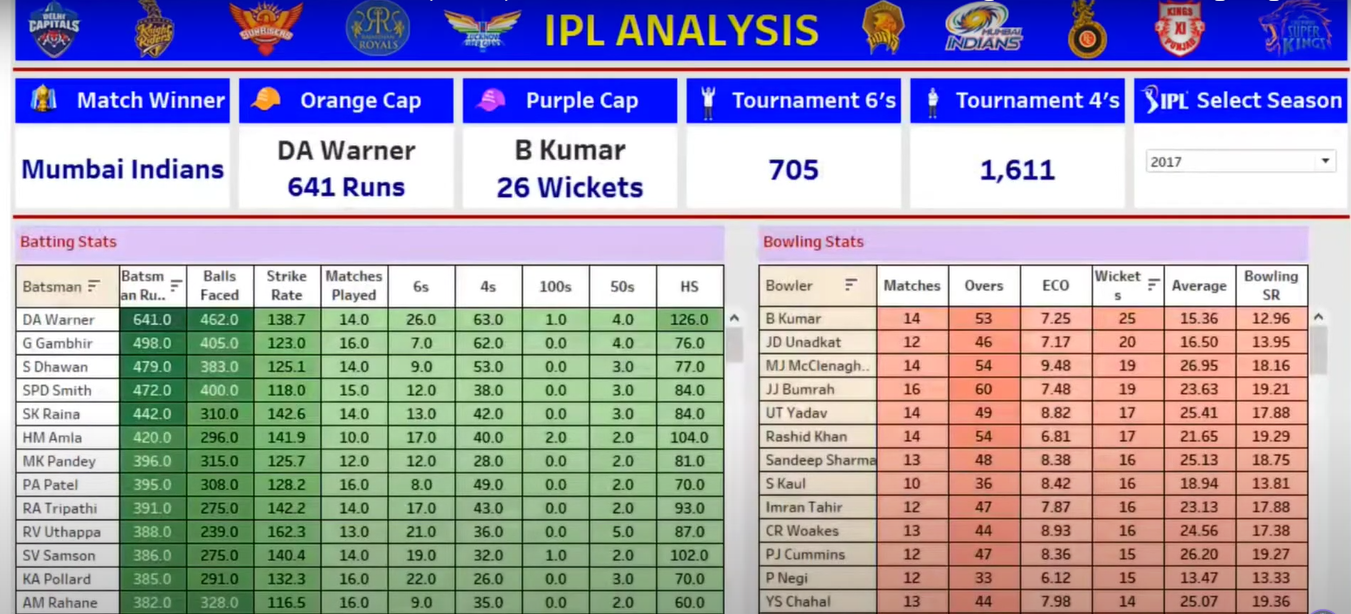 DELHI CAPITALS Knight Riders SUNRISERS RAJASTHAN ROYALS LUCKNOW IPL ANALYSIS MUMBAI INDIANS KINGS XI PUNJAB CHENNAI SUPER KINGS
Match Winner Orange Cap Purple Cap Tournament 6's Tournament 4's IPL Select Season
Mumbai Indians DA Warner 641 Runs B Kumar 26 Wickets 705 1,611 2017
Batting Stats
Batsman Batsm an Ru.. Balls Faced Strike Rate Matches Played 6s 4s 100s 50s HS
DA Warner 641.0 462.0 138.7 14.0 26.0 63.0 1.0 4.0 126.0
G Gambhir 498.0 405.0 123.0 16.0 7.0 62.0 0.0 4.0 76.0
S Dhawan 479.0 383.0 125.1 14.0 9.0 53.0 0.0 3.0 77.0
SPD Smith 472.0 400.0 118.0 15.0 12.0 38.0 0.0 3.0 84.0
SK Raina 442.0 310.0 142.6 14.0 13.0 42.0 0.0 3.0 84.0
HM Amla 420.0 296.0 141.9 10.0 17.0 40.0 2.0 2.0 104.0
MK Pandey 396.0 315.0 125.7 12.0 12.0 28.0 0.0 2.0 81.0
PA Patel 395.0 308.0 128.2 16.0 8.0 49.0 0.0 2.0 70.0
RA Tripathi 391.0 275.0 142.2 14.0 17.0 43.0 0.0 2.0 93.0
RV Uthappa 388.0 239.0 162.3 13.0 21.0 36.0 0.0 5.0 87.0
SV Samson 386.0 275.0 140.4 14.0 19.0 32.0 1.0 2.0 102.0
KA Pollard 385.0 291.0 132.3 16.0 22.0 26.0 0.0 3.0 70.0
AM Rahane 382.0 328.0 116.5 16.0 9.0 35.0 0.0 2.0 60.0
Bowling Stats
Bowler Matches Overs ECO Wicket s Average Bowling SR
B Kumar 14 53 7.25 25 15.36 12.96
JD Unadkat 12 46 7.17 20 16.50 13.95
MJ McClenagh.. 14 54 9.48 19 26.95 18.16
JJ Bumrah 16 60 7.48 19 23.63 19.21
UT Yadav 14 49 8.82 17 25.41 17.88
Rashid Khan 14 54 6.81 17 21.65 19.29
Sandeep Sharma 13 48 8.38 16 25.13 18.75
S Kaul 10 36 8.42 16 18.94 13.81
Imran Tahir 12 47 7.87 16 23.13 17.88
CR Woakes 13 44 8.93 16 24.56 17.38
PJ Cummins 12 47 8.36 15 26.20 19.27
P Negi 12 33 6.12 15 13.47 13.33
YS Chahal 13 44 7.98 14 25.07 19.36